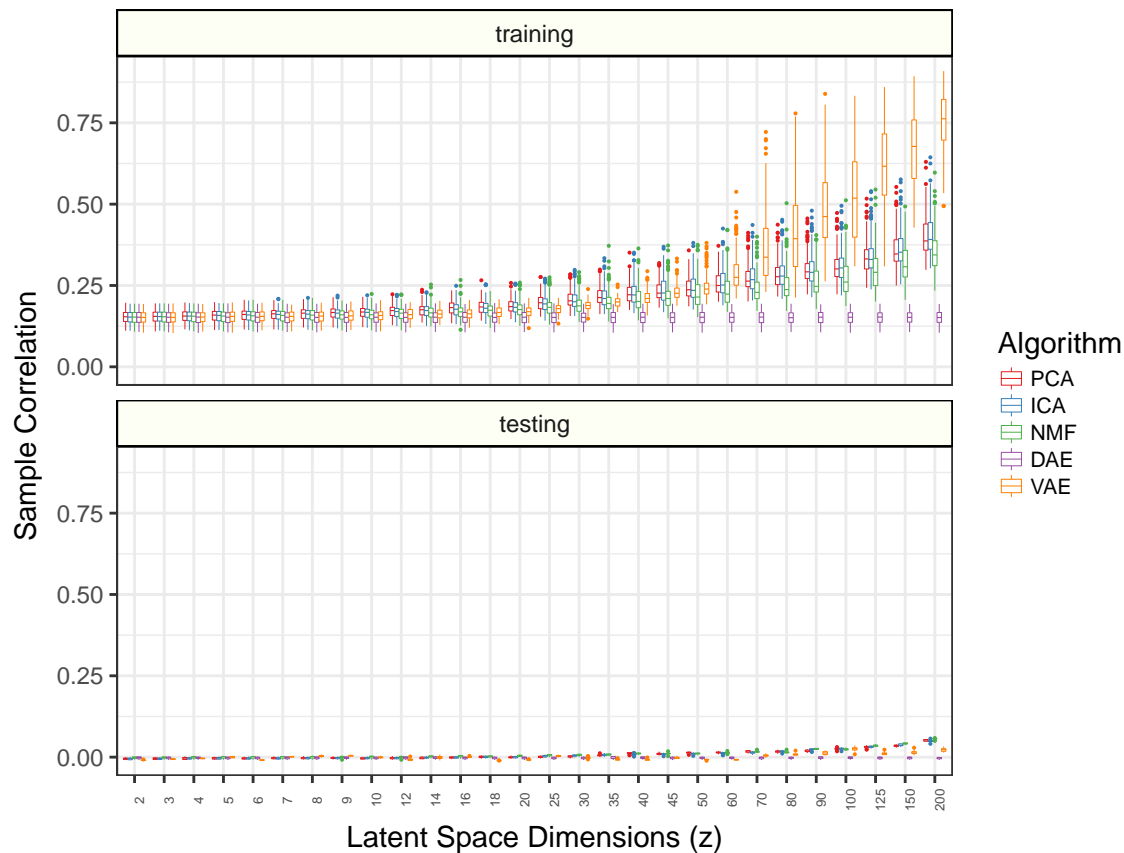 training
0.75
0.50
0.25
0.00
Sample Correlation
testing
0.75
0.50
0.25
0.00
2 3 4 5 6 7 8 9 10 12 14 16 18 20 25 30 35 40 45 50 60 70 80 90 100 125 150 200
Latent Space Dimensions (z)
Algorithm
PCA
ICA
NMF
DAE
VAE